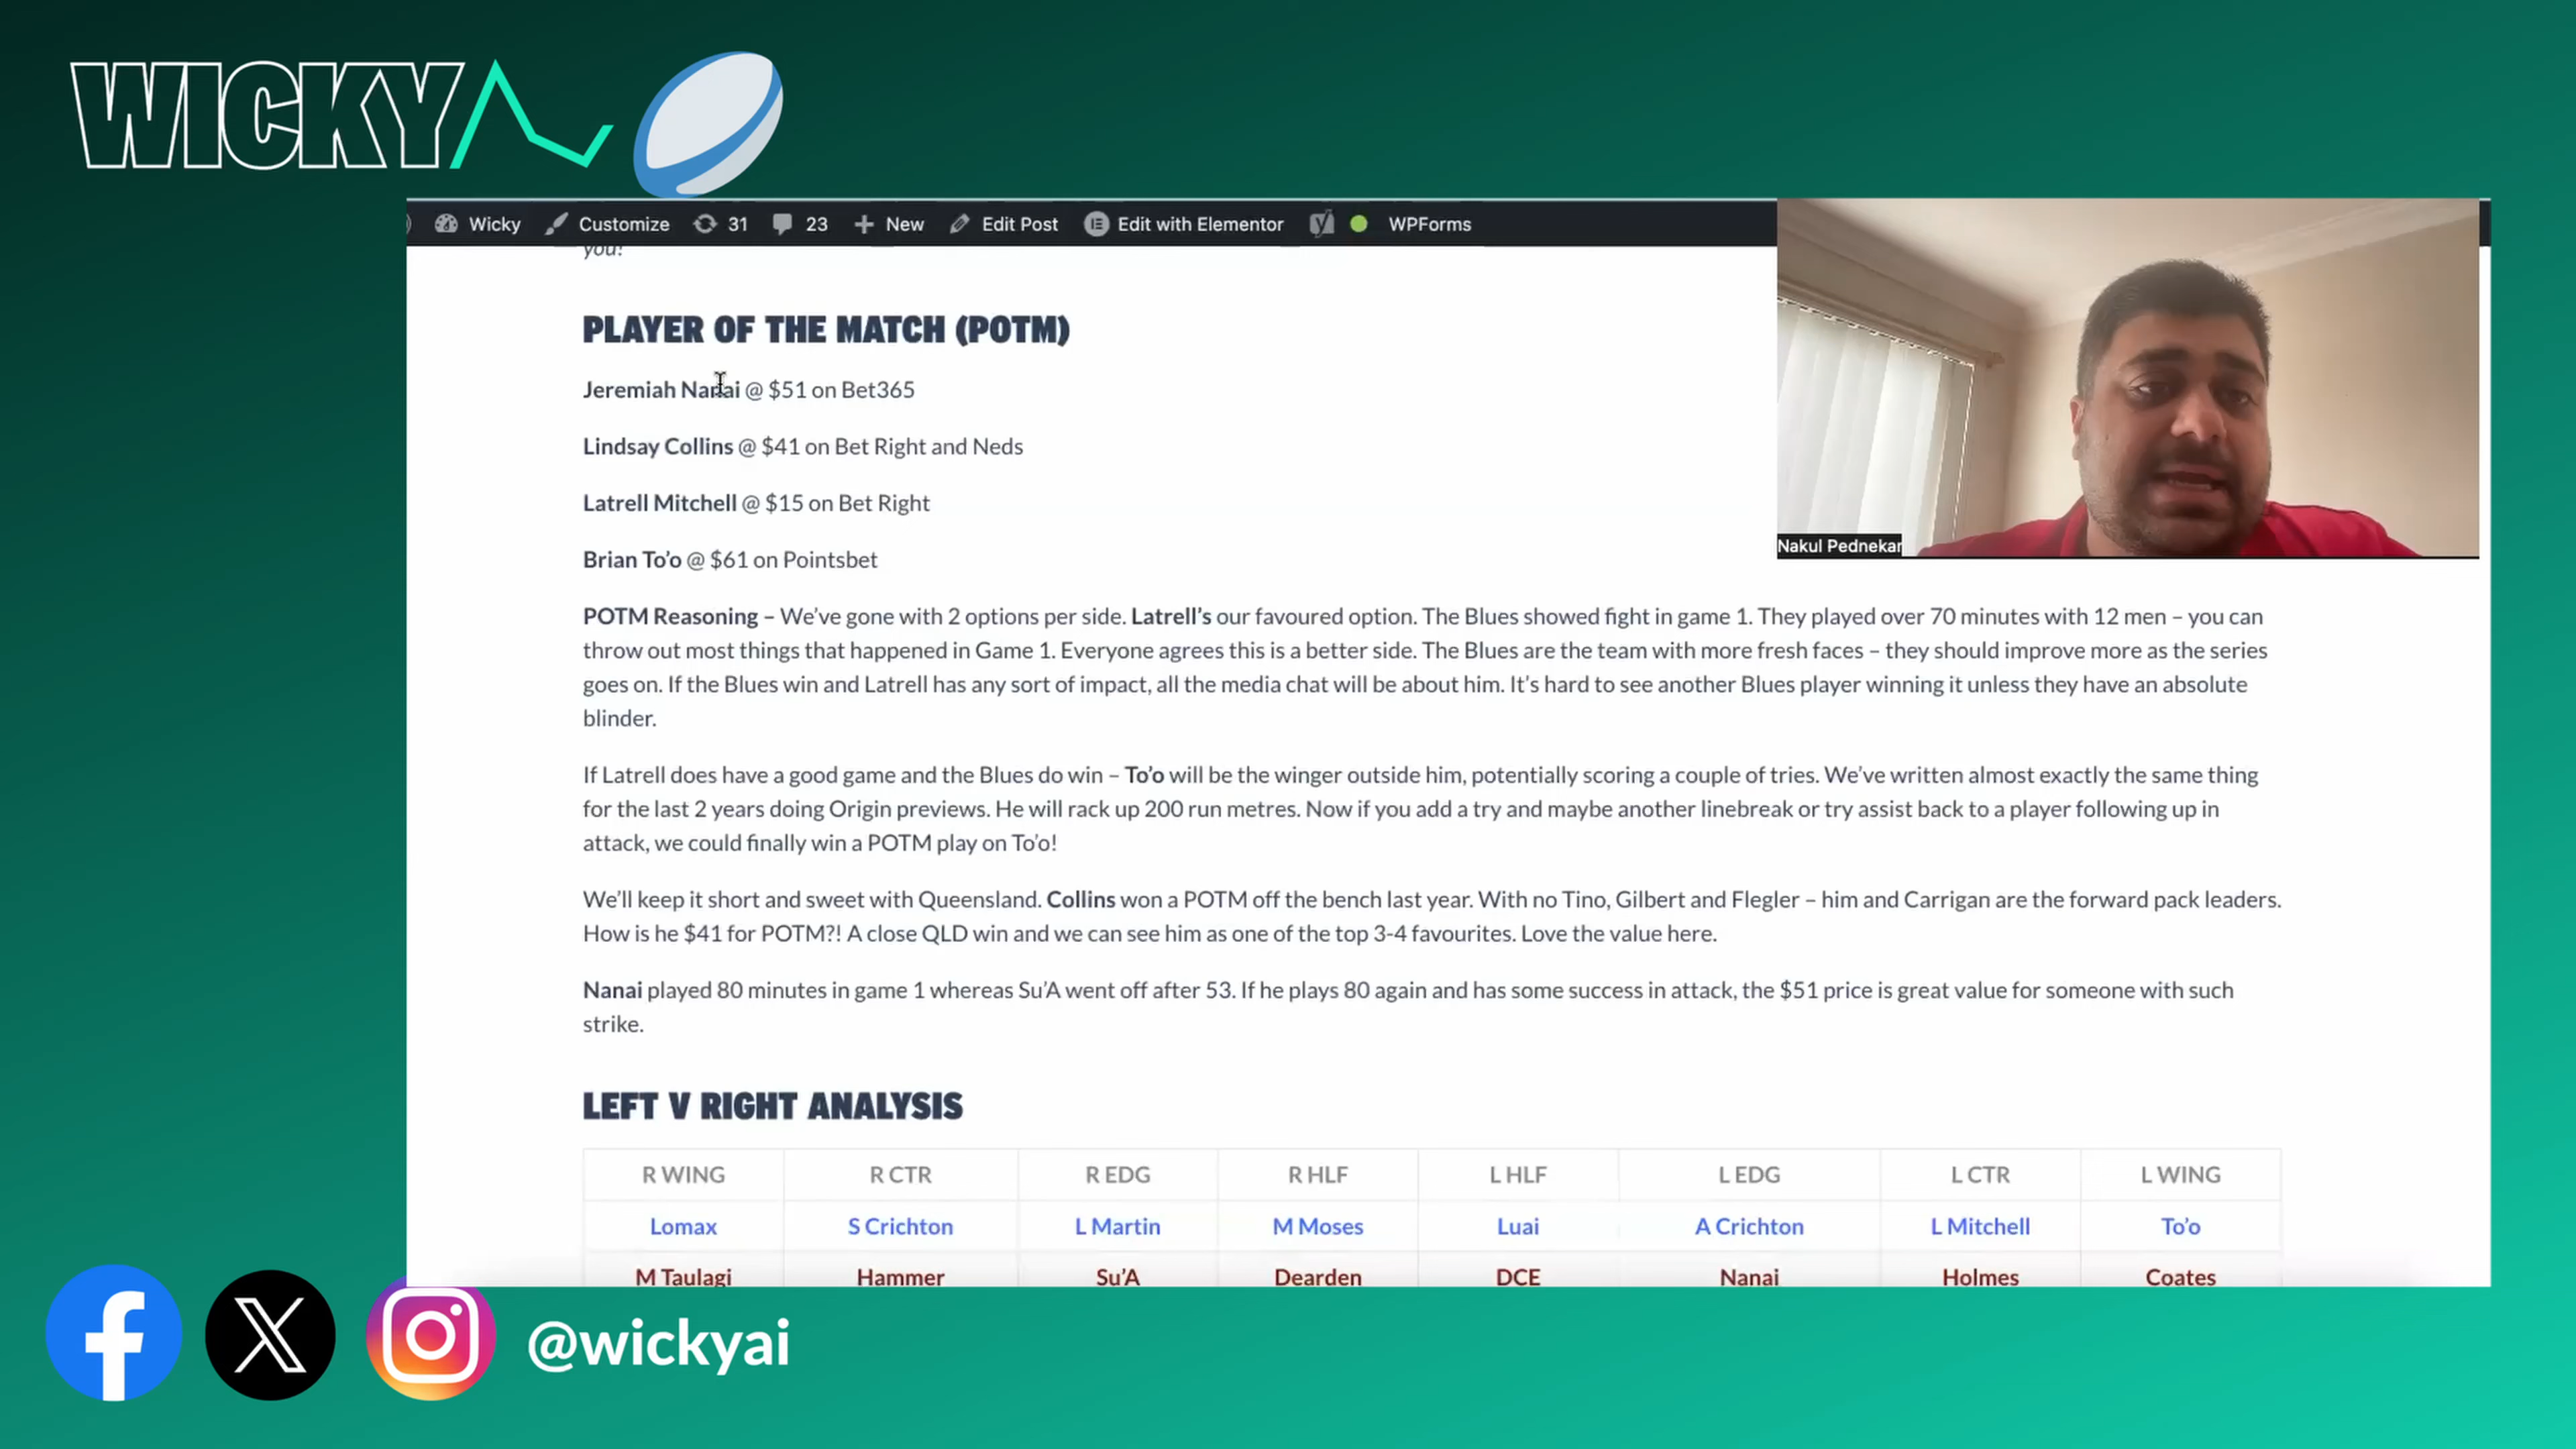 WICKY
Wicky Customize 31 23 New Edit Post Edit with Elementor WPForms
you!
PLAYER OF THE MATCH (POTM)
Jeremiah Nanai @ $51 on Bet365
Lindsay Collins @ $41 on Bet Right and Neds
Latrell Mitchell @ $15 on Bet Right
Nakul Pednekar
Brian To’o @ $61 on Pointsbet
POTM Reasoning – We’ve gone with 2 options per side. Latrell’s our favoured option. The Blues showed fight in game 1. They played over 70 minutes with 12 men – you can
throw out most things that happened in Game 1. Everyone agrees this is a better side. The Blues are the team with more fresh faces – they should improve more as the series
goes on. If the Blues win and Latrell has any sort of impact, all the media chat will be about him. It’s hard to see another Blues player winning it unless they have an absolute
blinder.
If Latrell does have a good game and the Blues do win – To’o will be the winger outside him, potentially scoring a couple of tries. We’ve written almost exactly the same thing
for the last 2 years doing Origin previews. He will rack up 200 run metres. Now if you add a try and maybe another linebreak or try assist back to a player following up in
attack, we could finally win a POTM play on To’o!
We’ll keep it short and sweet with Queensland. Collins won a POTM off the bench last year. With no Tino, Gilbert and Flegler – him and Carrigan are the forward pack leaders.
How is he $41 for POTM?! A close QLD win and we can see him as one of the top 3-4 favourites. Love the value here.
Nanai played 80 minutes in game 1 whereas Su’A went off after 53. If he plays 80 again and has some success in attack, the $51 price is great value for someone with such
strike.
LEFT V RIGHT ANALYSIS
R WING R CTR R EDG R HLF L HLF L EDG L CTR L WING
Lomax S Crichton L Martin M Moses Luai A Crichton L Mitchell To’o
M Taulagi Hammer Su’A Dearden DCE Nanai Holmes Coates
@wickyai